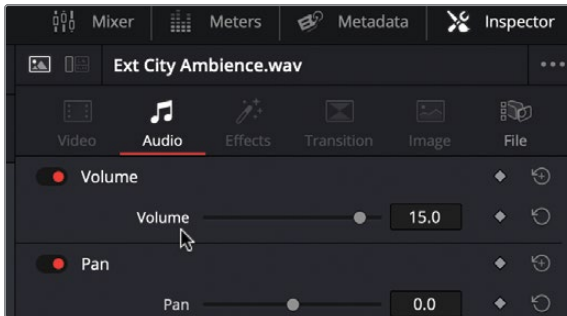 Mixer Meters Metadata Inspector
Ext City Ambience.wav
Video Audio Effects Transition Image File
Volume
Volume 15.0
Pan
Pan 0.0